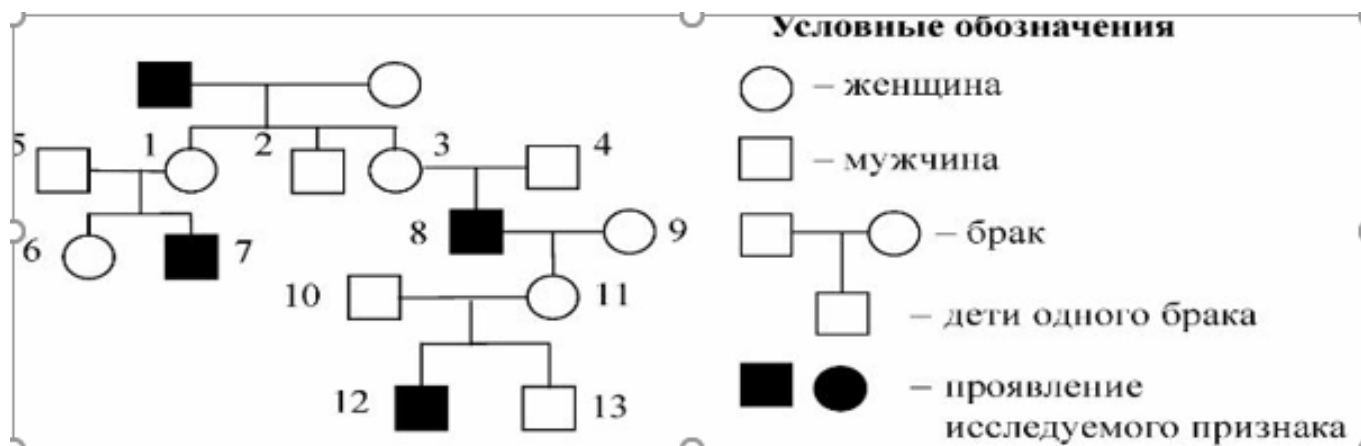 Условные обозначения
– женщина
5 1 2 3 4
– мужчина
8 9
– брак
6 7
10 11
– дети одного брака
12 13
– проявление
исследуемого признака